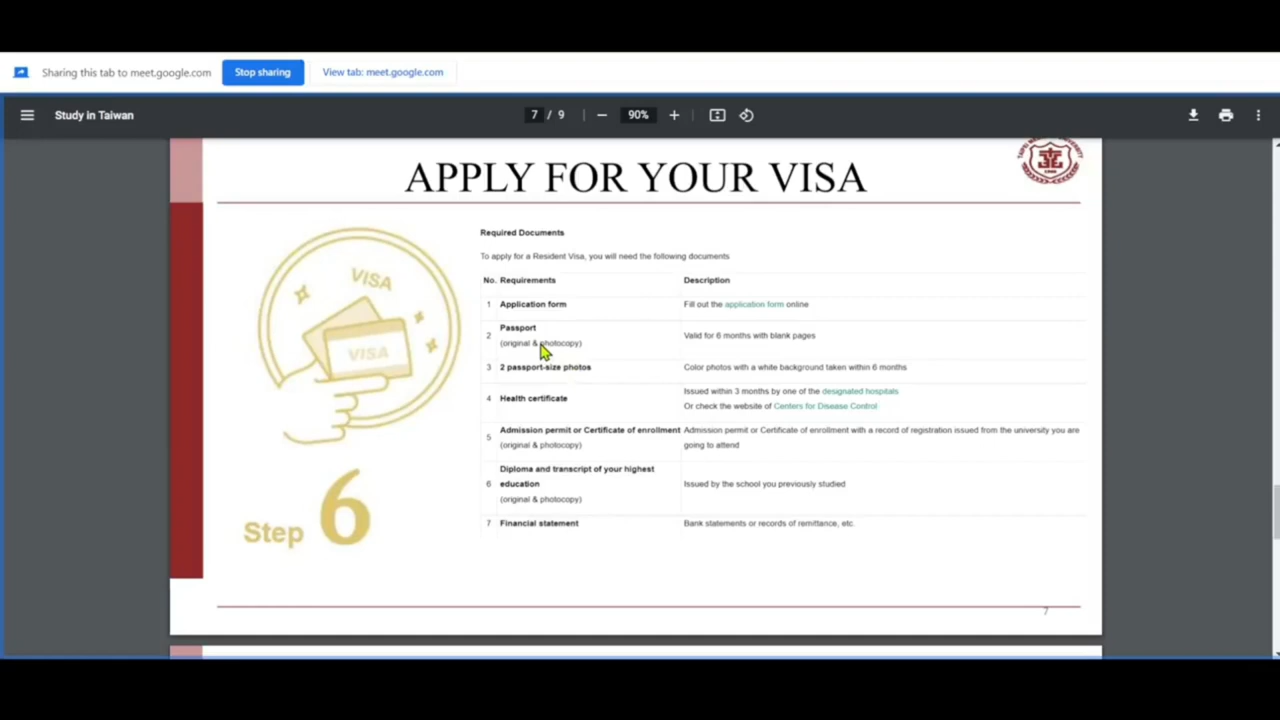 Sharing this tab to meet.google.com Stop sharing View tab: meet.google.com
Study in Taiwan 7 / 9 90%
APPLY FOR YOUR VISA
VISA
VISA
Step 6
Required Documents
To apply for a Resident Visa, you will need the following documents
No. Requirements Description
1 Application form Fill out the application form online
2 Passport
(original & photocopy) Valid for 6 months with blank pages
3 2 passport-size photos Color photos with a white background taken within 6 months
4 Health certificate Issued within 3 months by one of the designated hospitals
Or check the website of Centers for Disease Control
5 Admission permit or Certificate of enrollment Admission permit or Certificate of enrollment with a record of registration issued from the university you are
(original & photocopy) going to attend
Diploma and transcript of your highest
6 education Issued by the school you previously studied
(original & photocopy)
7 Financial statement Bank statements or records of remittance, etc.
7